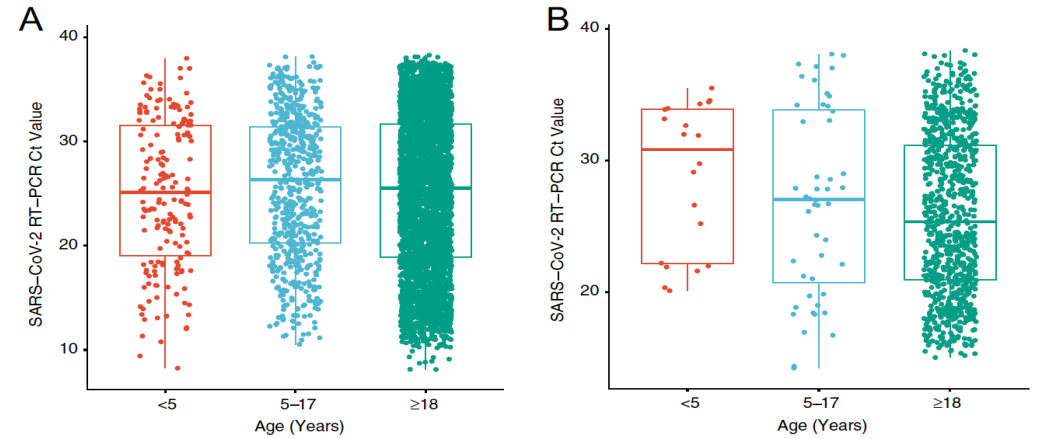 A
SARS–CoV-2 RT–PCR Ct Value
40
30
20
10
<5
5–17
≥18
Age (Years)
B
SARS–CoV-2 RT–PCR Ct Value
40
30
20
<5
5–17
≥18
Age (Years)